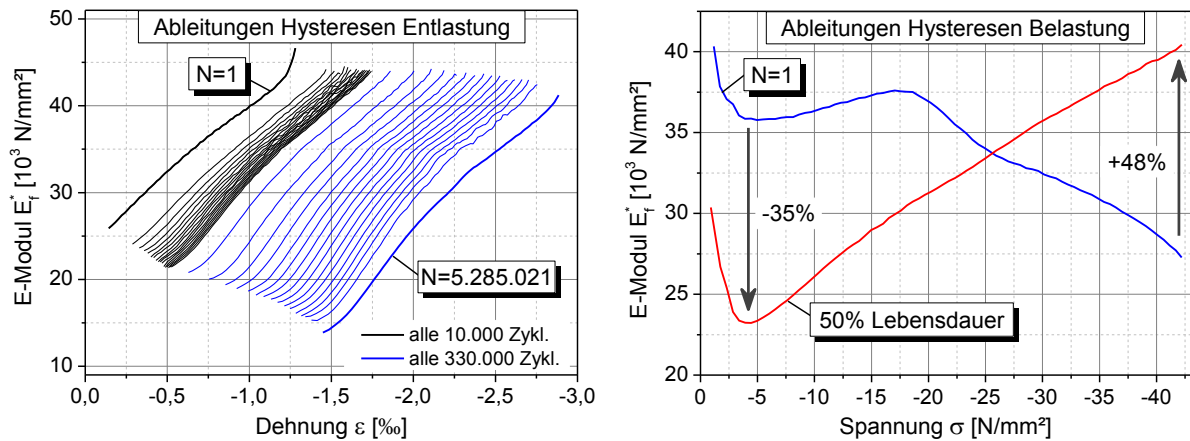 Ableitungen Hysteresen Entlastung
E-Modul E*f [10³ N/mm²]
50
40
30
20
10
N=1
N=5.285.021
alle 10.000 Zykl.
alle 330.000 Zykl.
0,0 -0,5 -1,0 -1,5 -2,0 -2,5 -3,0
Dehnung ε [‰]
Ableitungen Hysteresen Belastung
E-Modul E*f [10³ N/mm²]
40
35
30
25
20
N=1
-35%
+48%
50% Lebensdauer
0 -5 -10 -15 -20 -25 -30 -35 -40
Spannung σ [N/mm²]